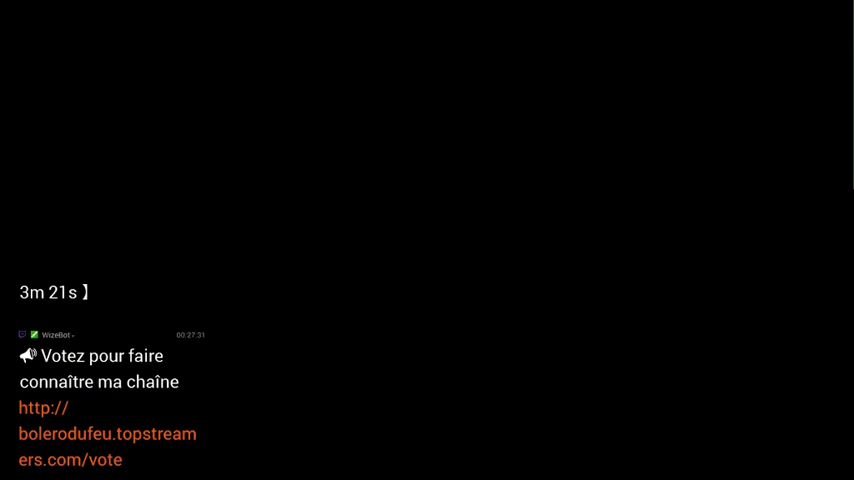 3m 21s】
WizeBot 00:27:31
Votez pour faire
connaître ma chaîne
http://
bolerodufeu.topstream
ers.com/vote